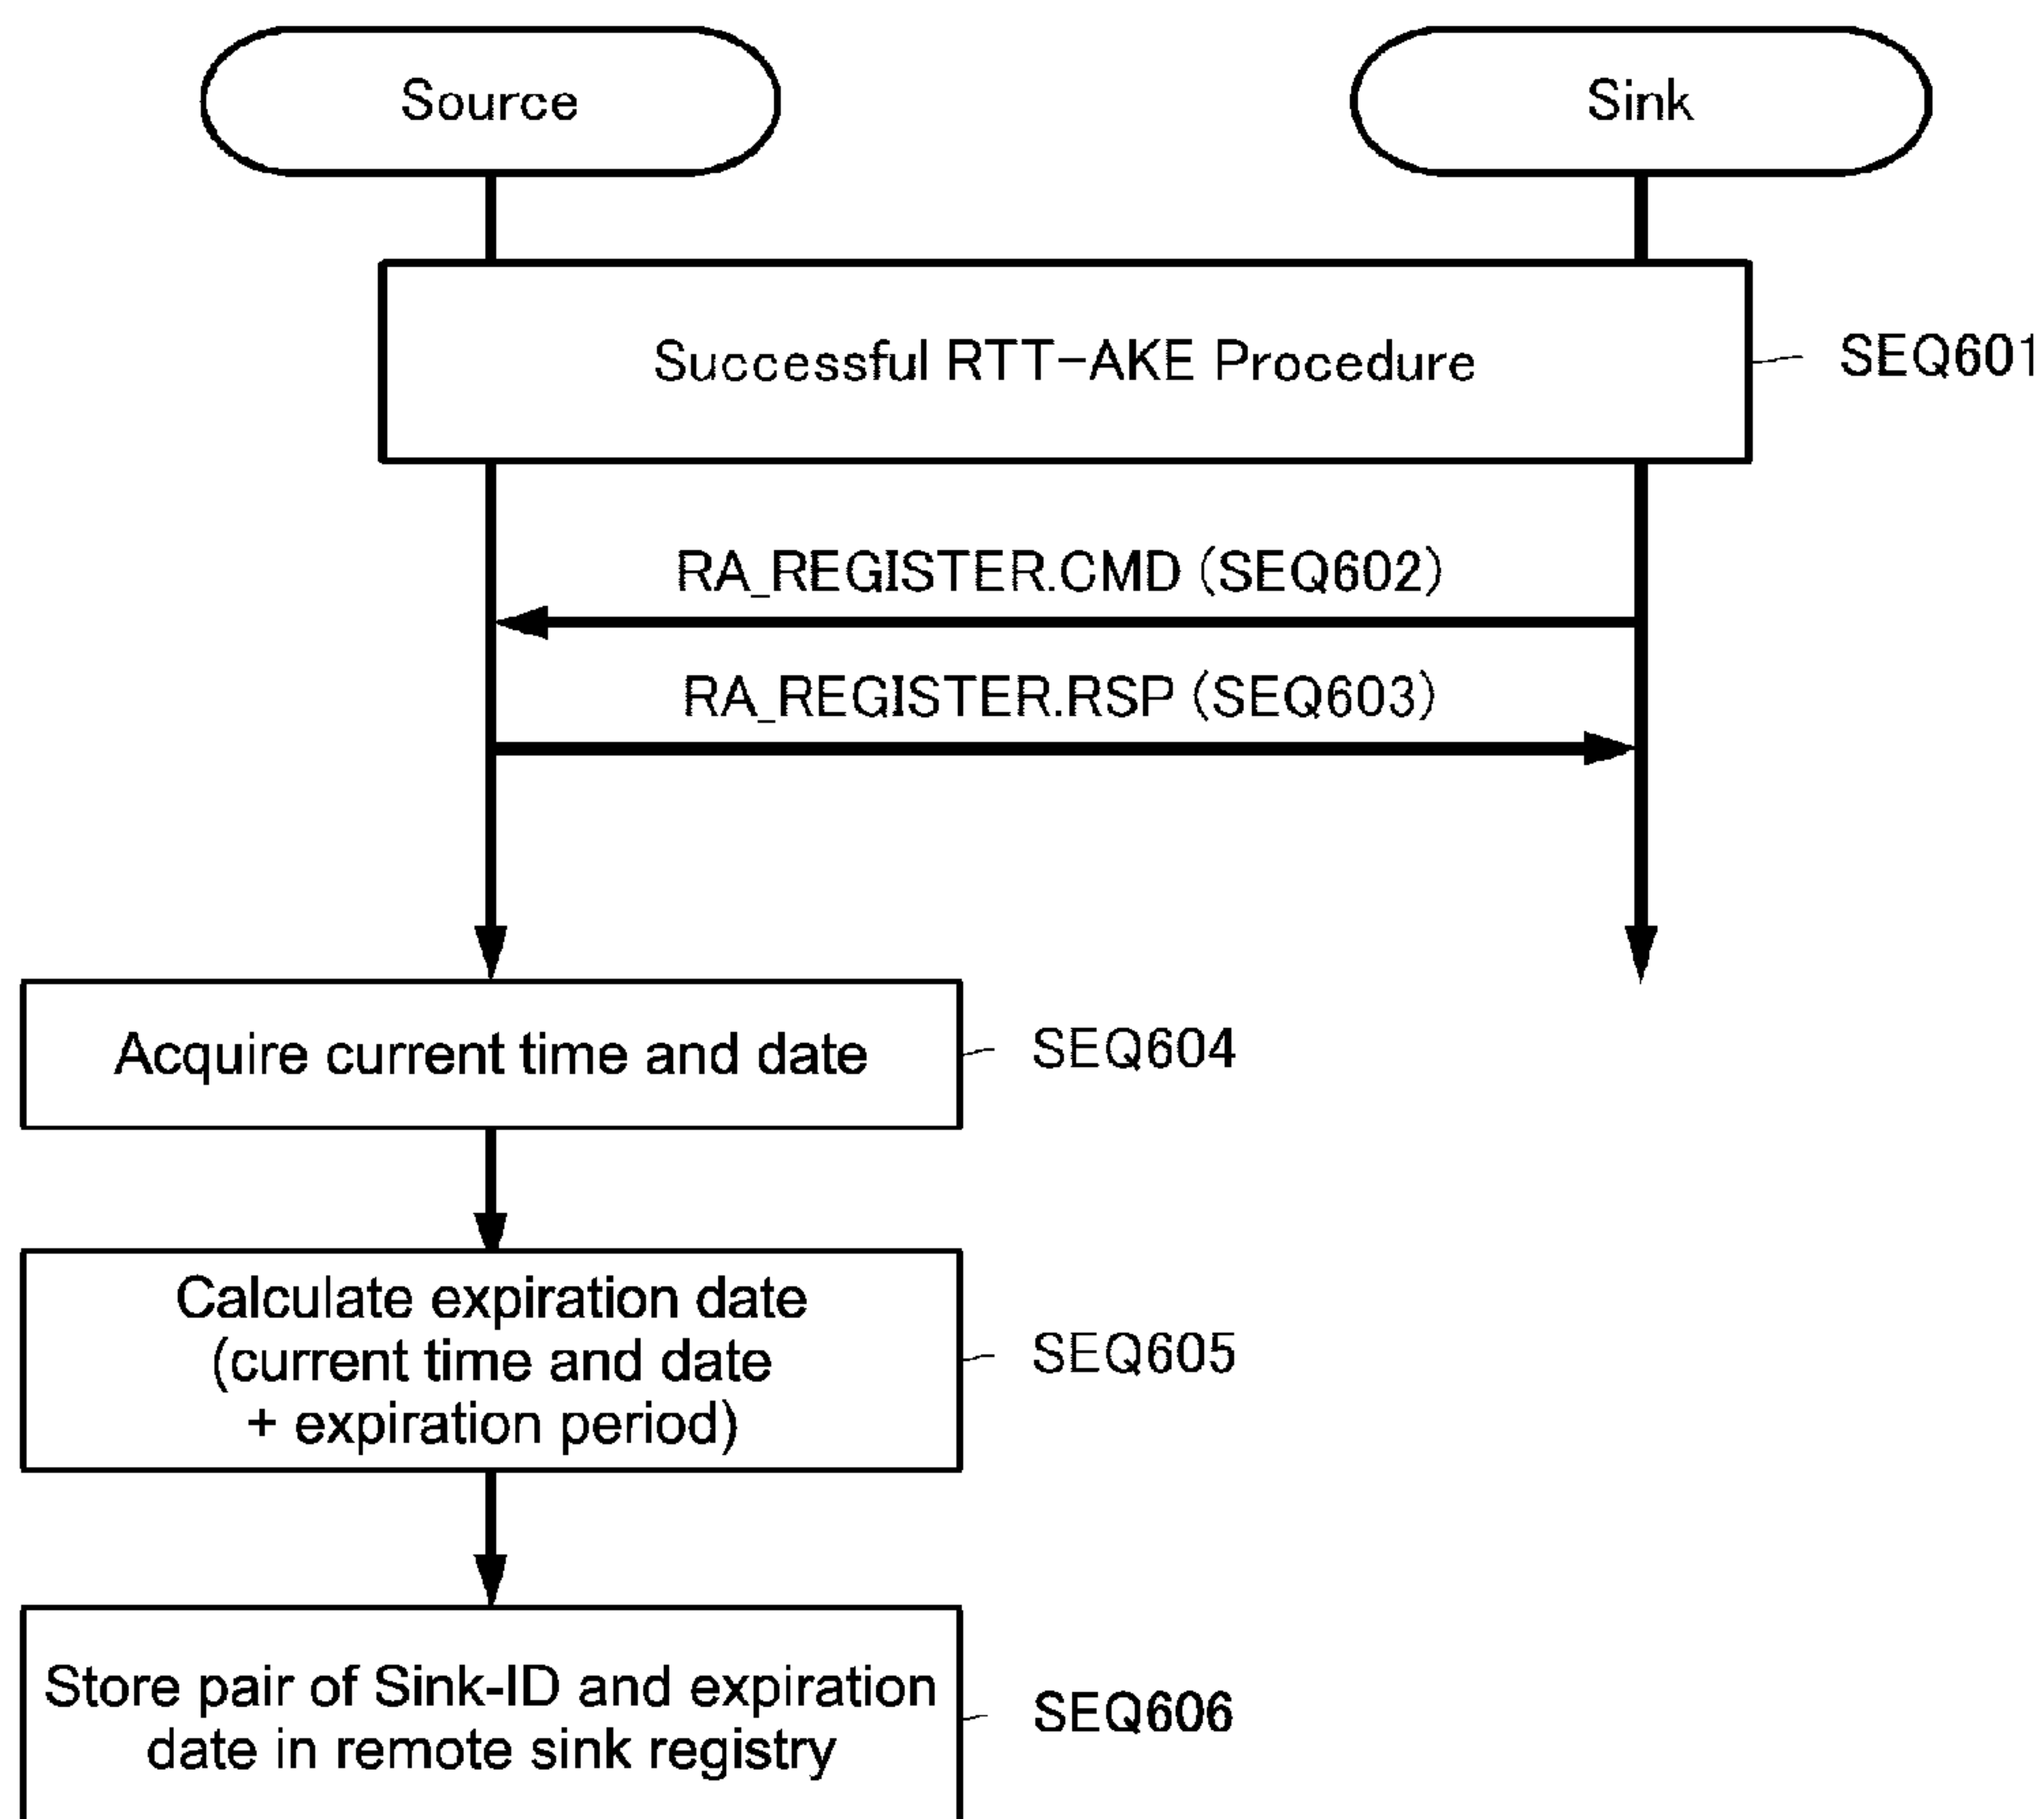 Source
Sink
Successful RTT-AKE Procedure
SEQ601
RA_REGISTER.CMD (SEQ602)
RA_REGISTER.RSP (SEQ603)
Acquire current time and date
SEQ604
Calculate expiration date
(current time and date
+ expiration period)
SEQ605
Store pair of Sink-ID and expiration
date in remote sink registry
SEQ606